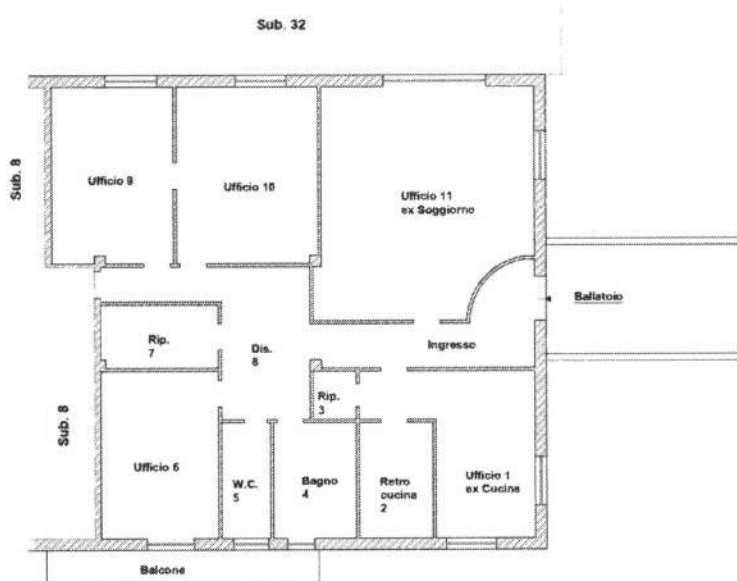 Sub. 32
Sub. 8
Ufficio 9
Ufficio 10
Ufficio 11
ex Soggiorno
Ballatoio
Rip.
7
Dis.
8
Ingresso
Rip.
3
Sub. 8
Ufficio 6
W.C.
5
Bagno
4
Retro
cucina
2
Ufficio 1
ex Cucina
Balcone